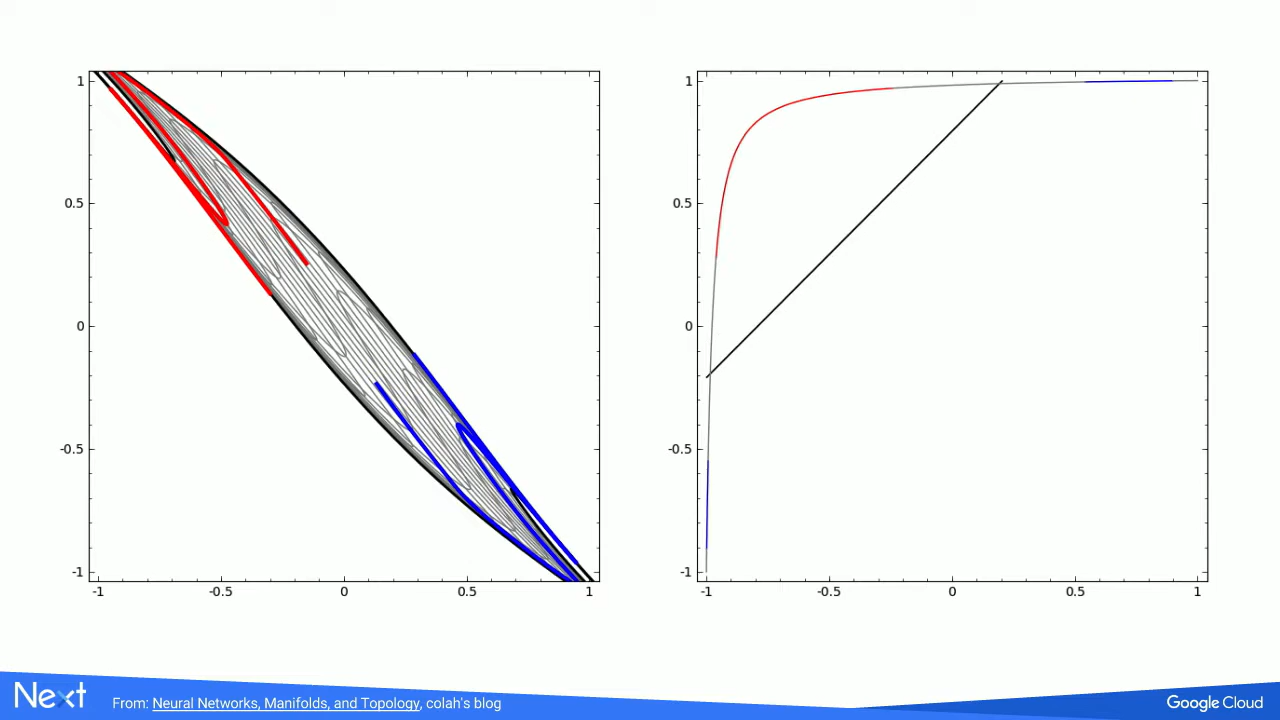 1
0.5
0
-0.5
-1
-1 -0.5 0 0.5 1
1
0.5
0
-0.5
-1
-1 -0.5 0 0.5 1
Next
From: Neural Networks, Manifolds, and Topology, colah's blog
Google Cloud